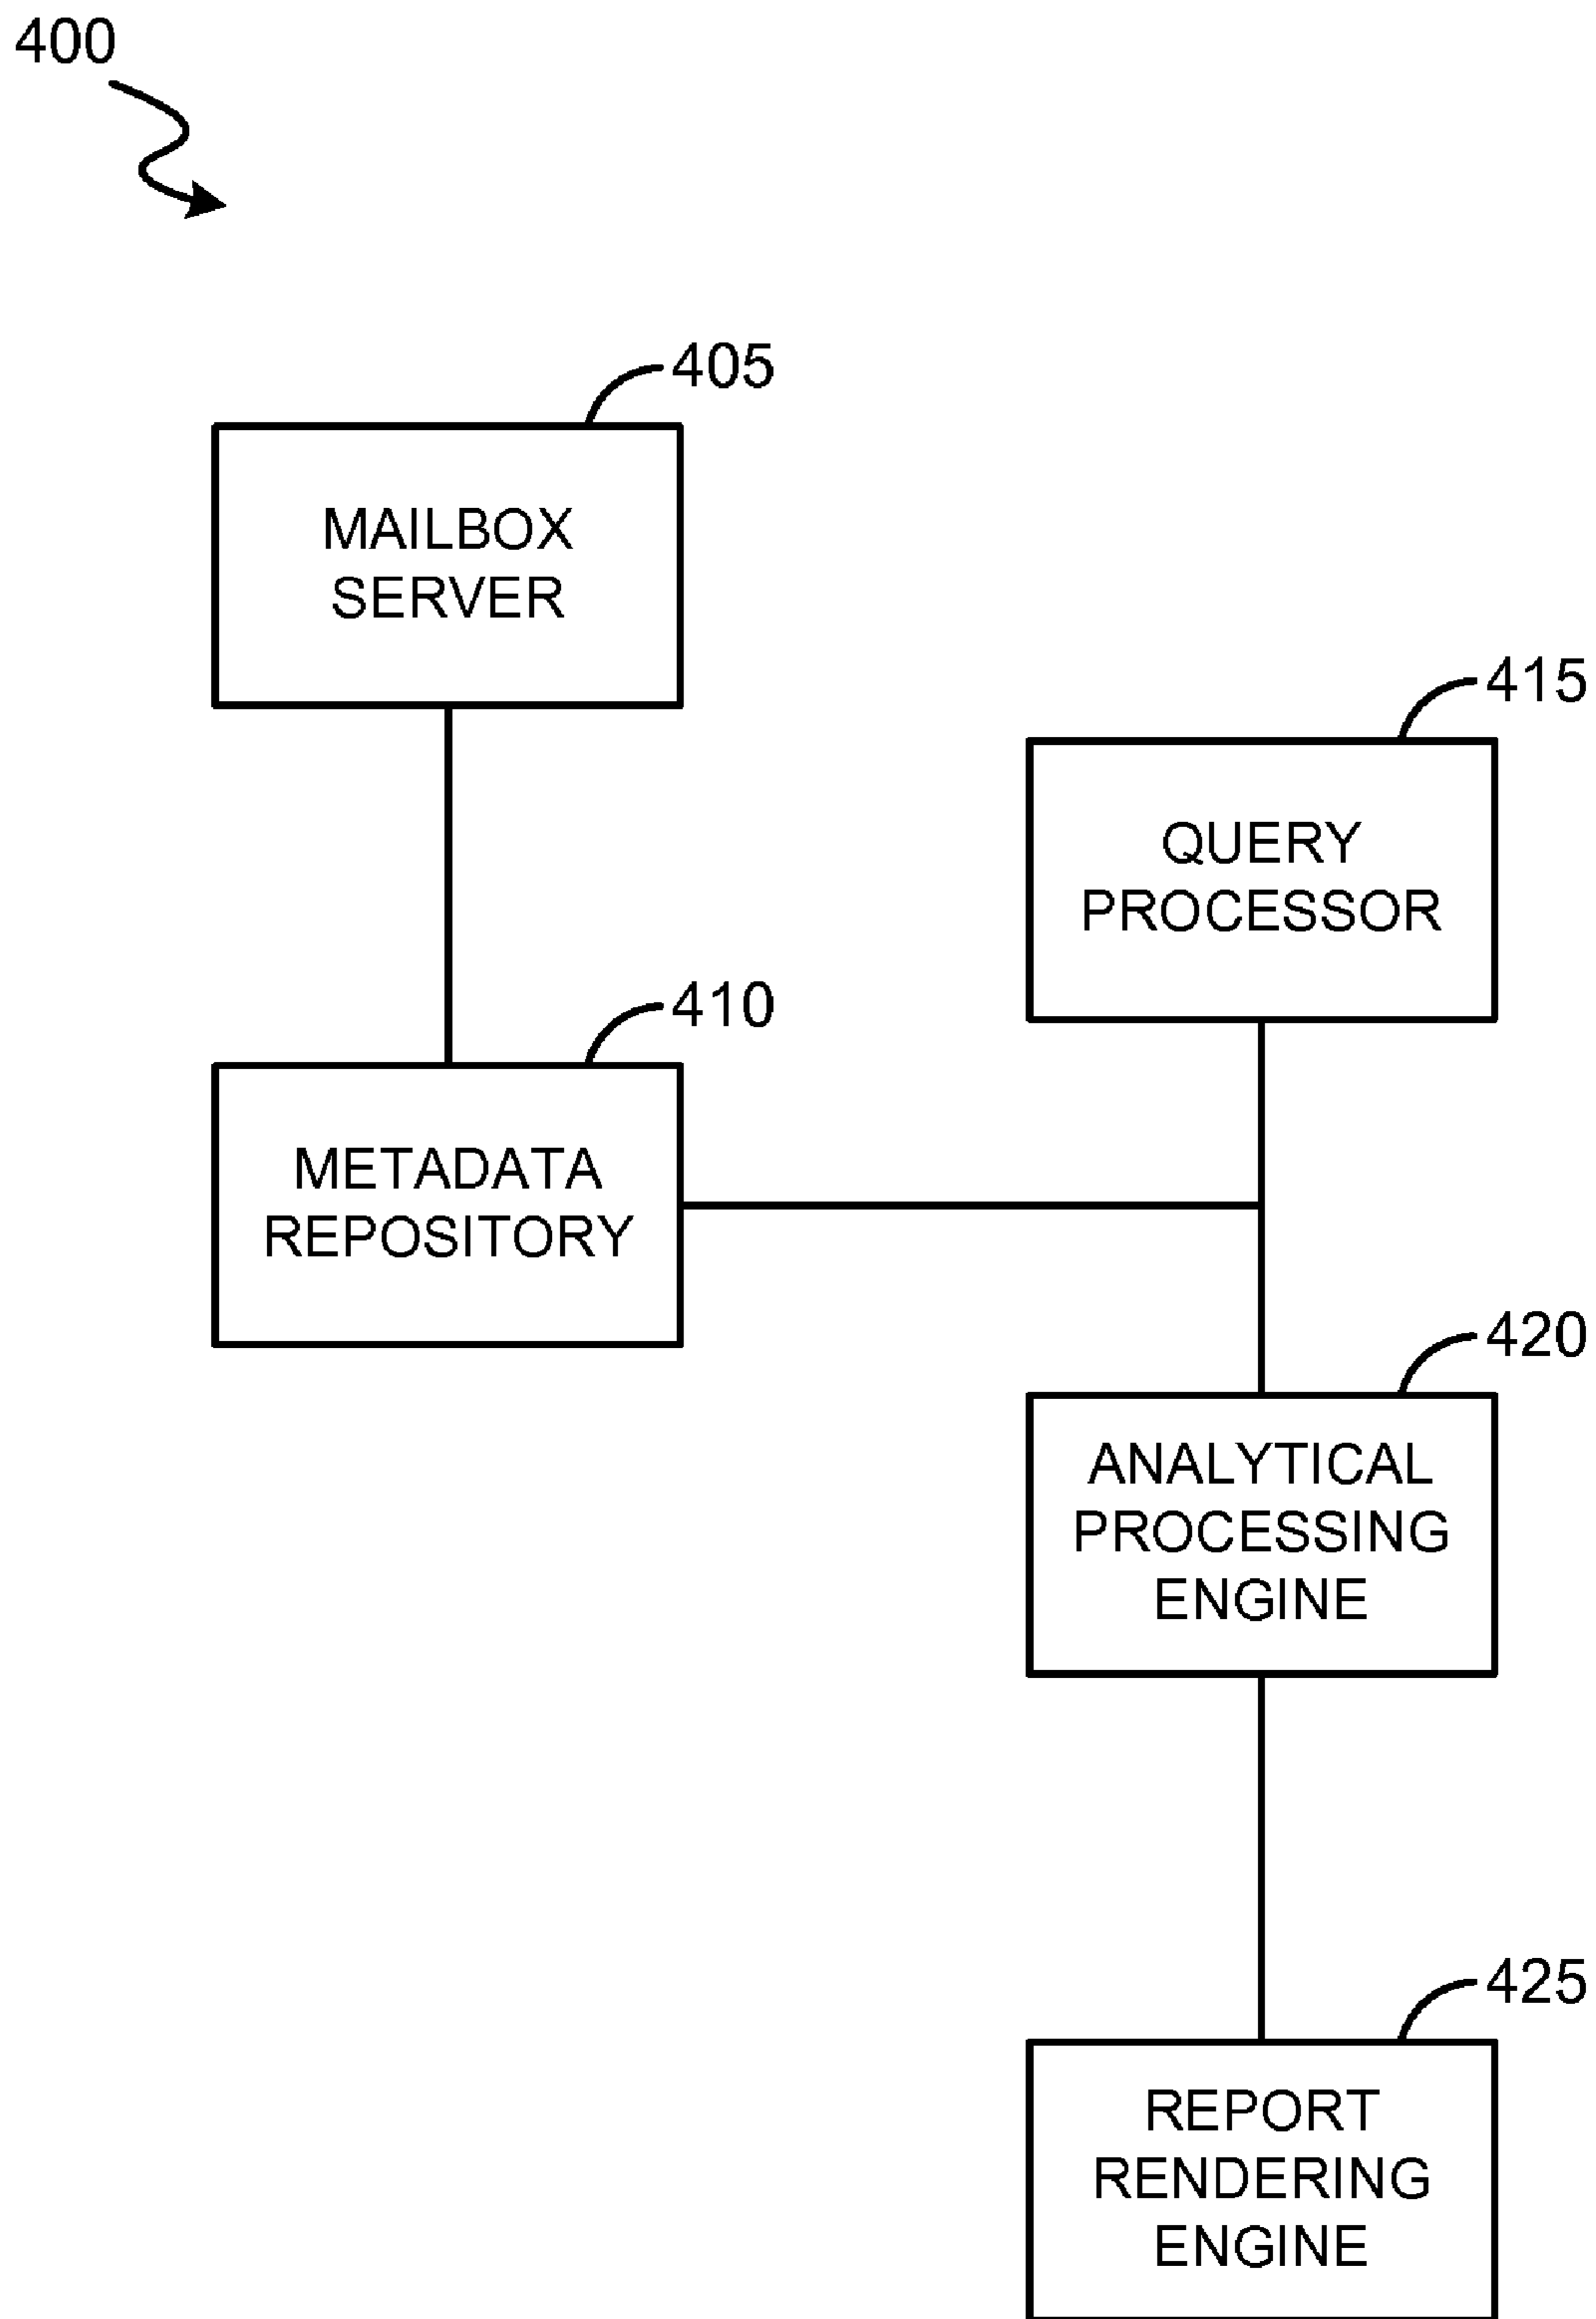 400
405
MAILBOX
SERVER
415
QUERY
PROCESSOR
410
METADATA
REPOSITORY
420
ANALYTICAL
PROCESSING
ENGINE
425
REPORT
RENDERING
ENGINE